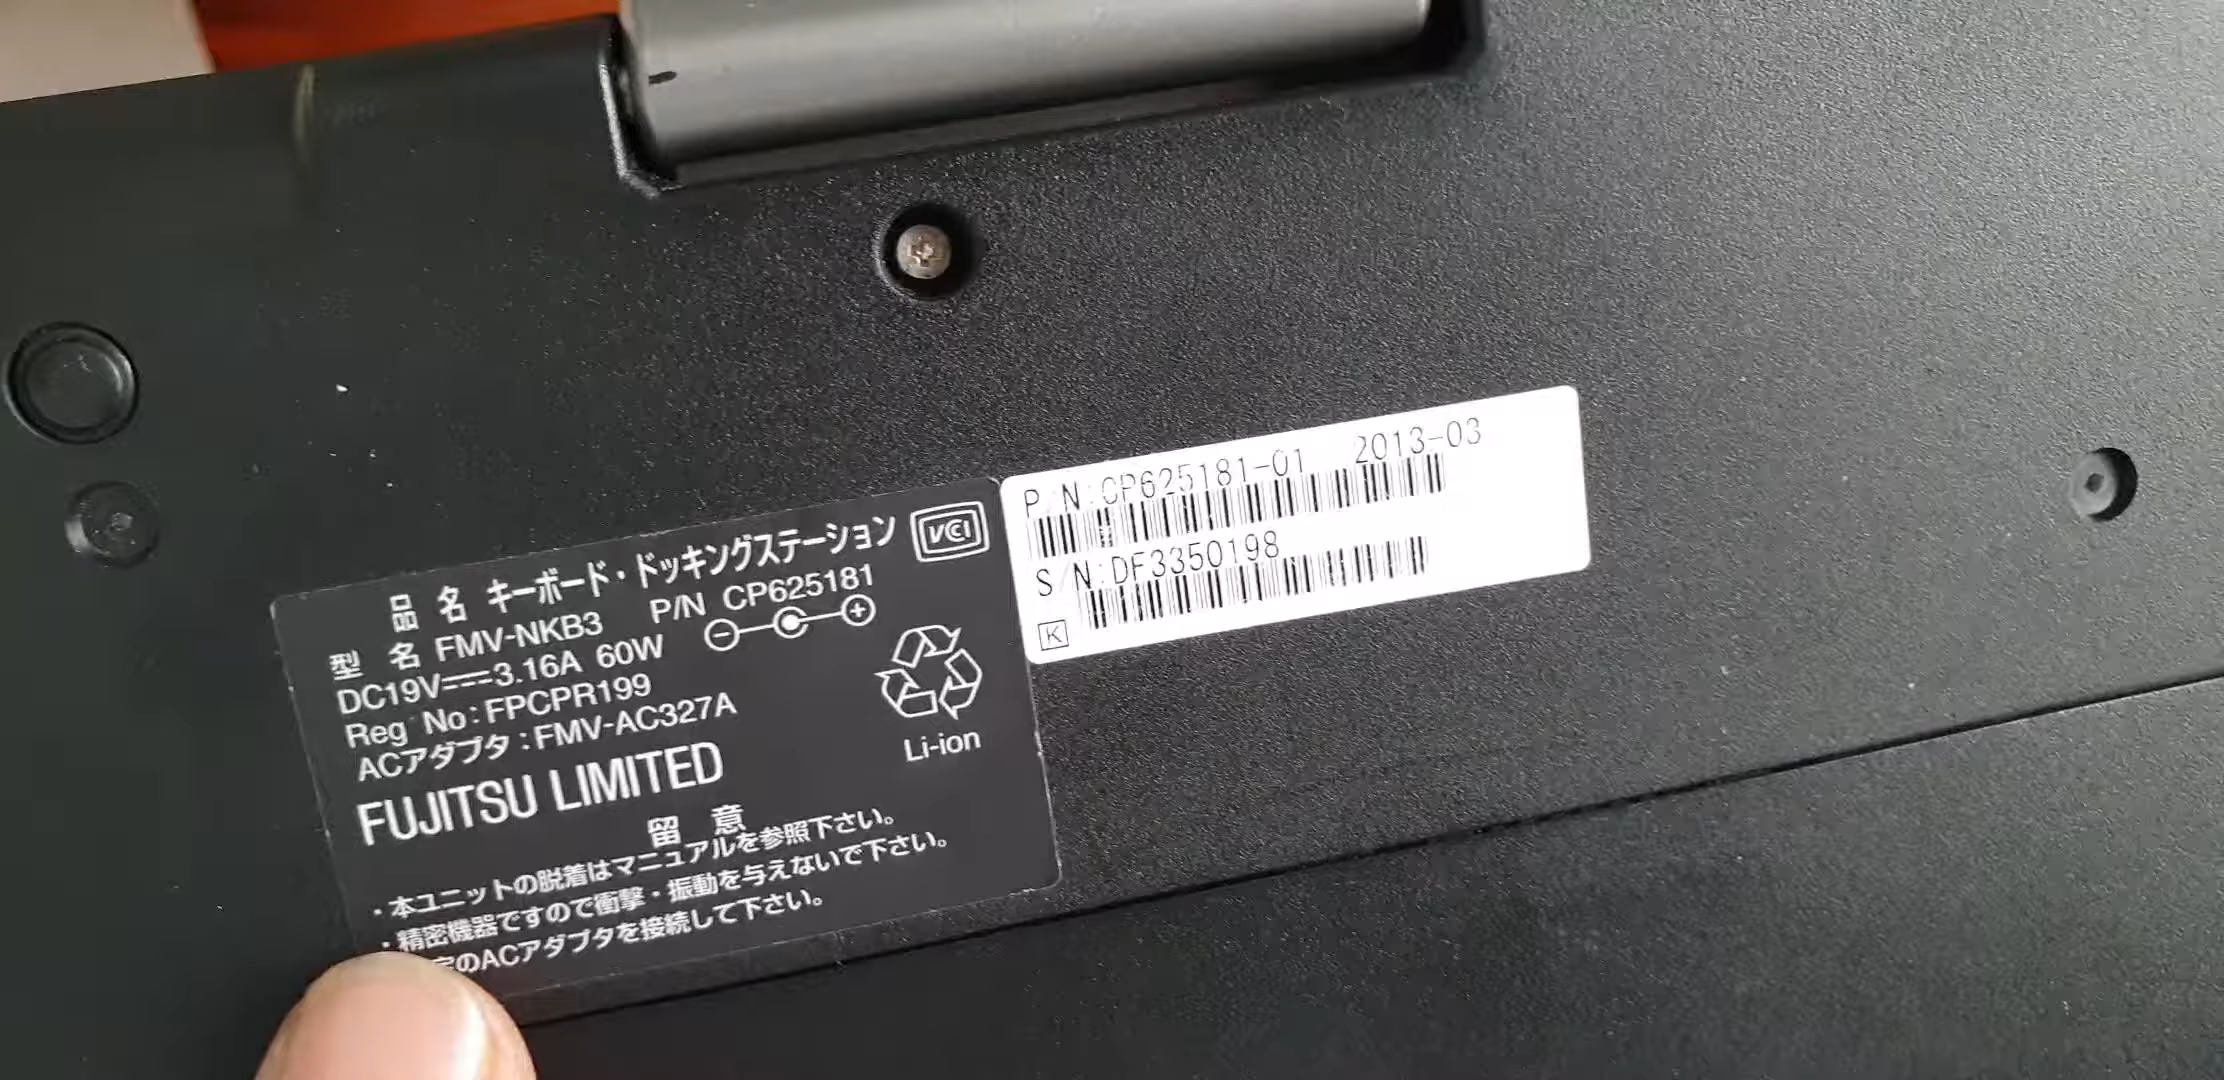 品 名 キーボード・ドッキングステーション
型 名 FMV-NKB3 P/N CP625181
DC19V 3.16A 60W
Reg No:FPCPR199
ACアダプタ:FMV-AC327A
FUJITSU LIMITED
VCI
Li-ion
留 意
・本ユニットの脱着はマニュアルを参照下さい。
・精密機器ですので衝撃・振動を与えないで下さい。
定のACアダプタを接続して下さい。
P/N:CP625181-01 2013-03
S/N:DF3350198
K